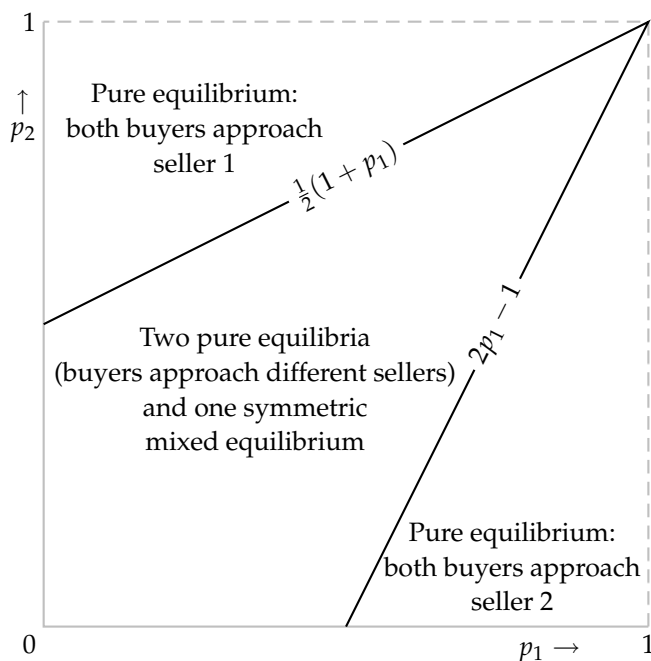 1
↑
p₂
Pure equilibrium:
both buyers approach
seller 1
½(1 + p₁)
2p₁ − 1
Two pure equilibria
(buyers approach different sellers)
and one symmetric
mixed equilibrium
Pure equilibrium:
both buyers approach
seller 2
0
p₁ →
1